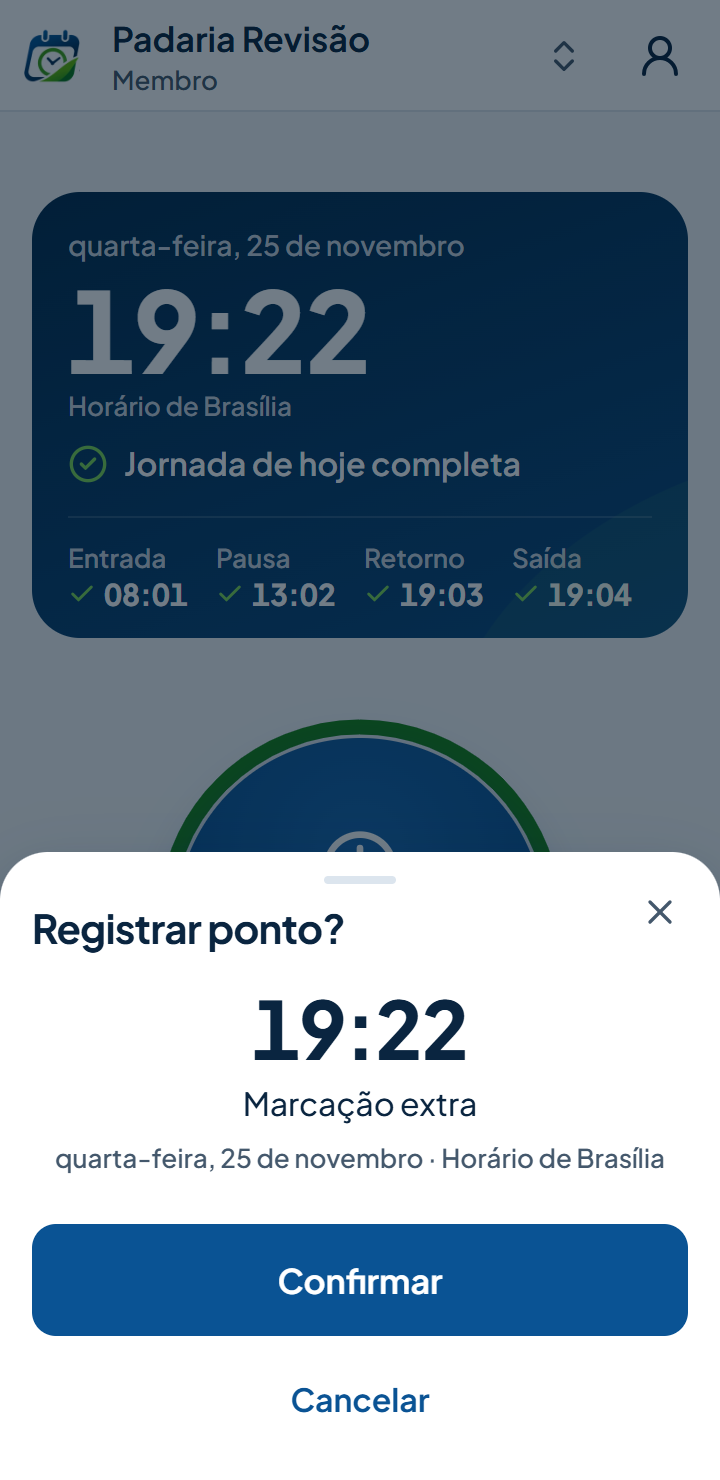 Padaria Revisão
Membro
quarta-feira, 25 de novembro
19:22
Horário de Brasília
Jornada de hoje completa
Entrada Pausa Retorno Saída
08:01 13:02 19:03 19:04
Registrar ponto?
19:22
Marcação extra
quarta-feira, 25 de novembro · Horário de Brasília
Confirmar
Cancelar